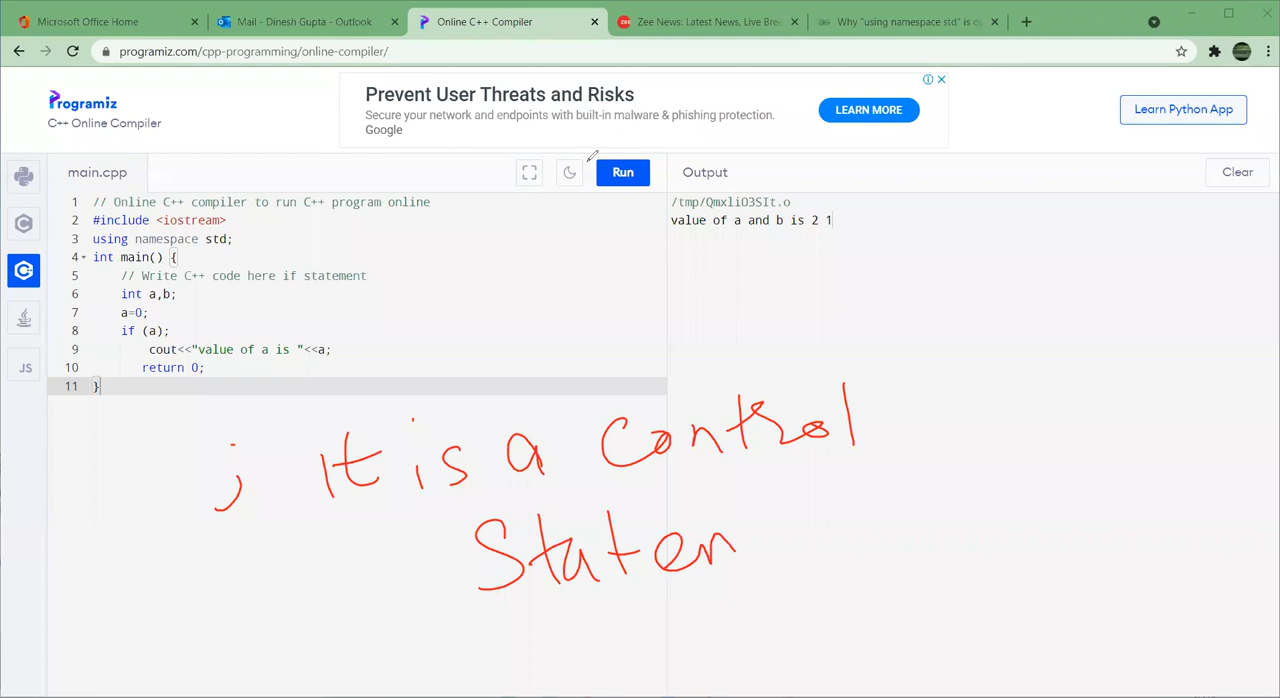 Microsoft Office Home
Mail - Dinesh Gupta - Outlook
Online C++ Compiler
Zee News: Latest News, Live Brea
Why "using namespace std" is co
programiz.com/cpp-programming/online-compiler/
Programiz
C++ Online Compiler
Prevent User Threats and Risks
Secure your network and endpoints with built-in malware & phishing protection.
Google
LEARN MORE
Learn Python App
main.cpp
Run
Output
Clear
1 // Online C++ compiler to run C++ program online
2 #include <iostream>
3 using namespace std;
4 int main() {
5 // Write C++ code here if statement
6 int a,b;
7 a=0;
8 if (a);
9 cout<<"value of a is "<<a;
10 return 0;
11 }
/tmp/QmxliO3SIt.o
value of a and b is 2 1
JS
; it is a Control
Staten